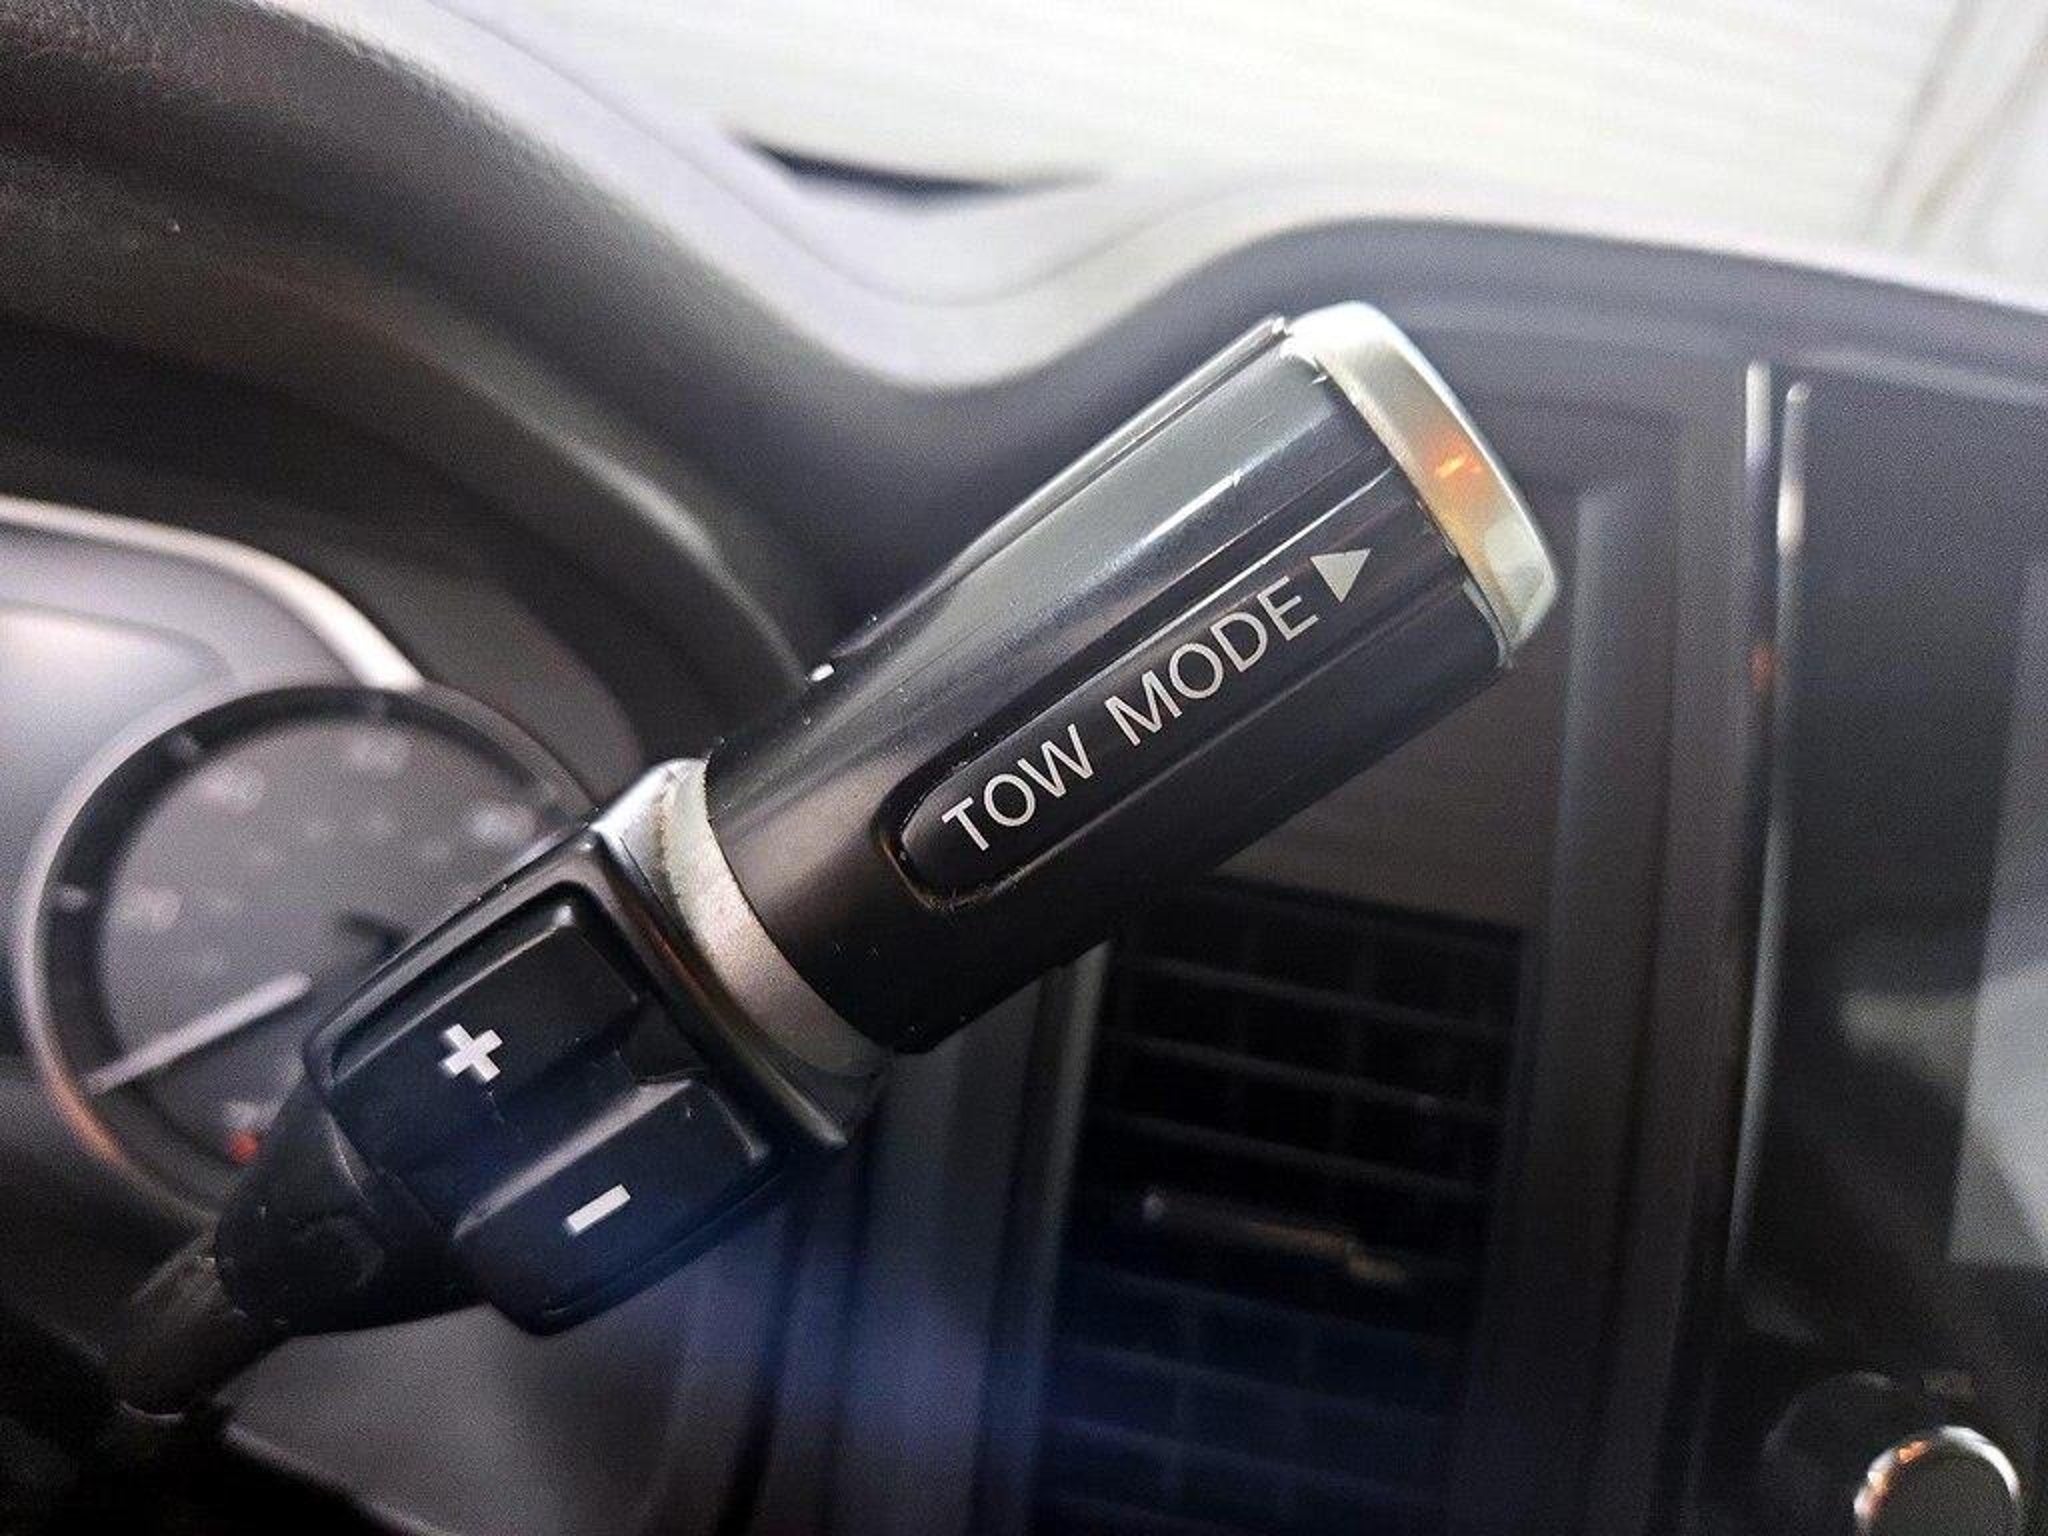 TOW MODE ▶
+
-